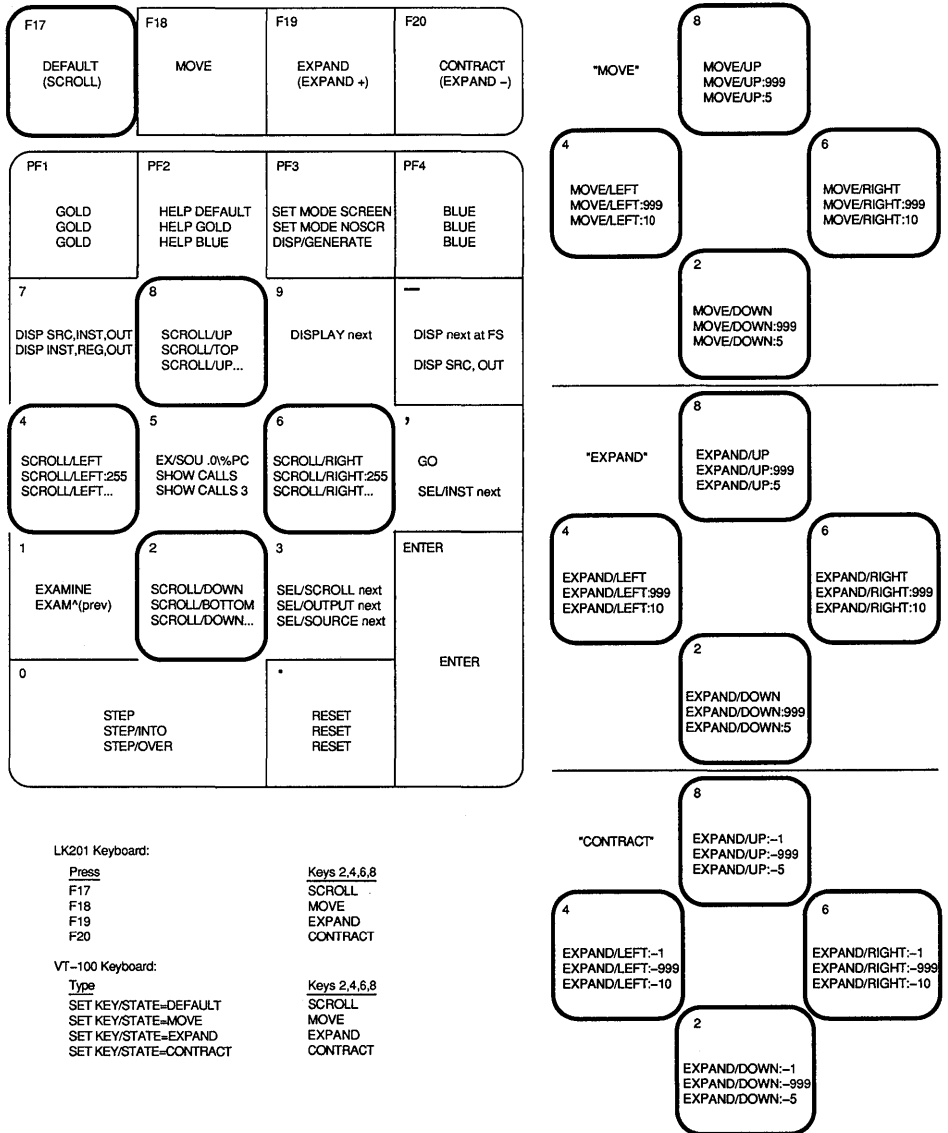 F17
DEFAULT
(SCROLL)
F18
MOVE
F19
EXPAND
(EXPAND +)
F20
CONTRACT
(EXPAND –)
PF1
GOLD
GOLD
GOLD
PF2
HELP DEFAULT
HELP GOLD
HELP BLUE
PF3
SET MODE SCREEN
SET MODE NOSCR
DISP/GENERATE
PF4
BLUE
BLUE
BLUE
7
DISP SRC,INST,OUT
DISP INST,REG,OUT
8
SCROLL/UP
SCROLL/TOP
SCROLL/UP...
9
DISPLAY next
–
DISP next at FS
DISP SRC, OUT
4
SCROLL/LEFT
SCROLL/LEFT:255
SCROLL/LEFT...
5
EX/SOU .0\%PC
SHOW CALLS
SHOW CALLS 3
6
SCROLL/RIGHT
SCROLL/RIGHT:255
SCROLL/RIGHT...
,
GO
SEL/INST next
1
EXAMINE
EXAM^(prev)
2
SCROLL/DOWN
SCROLL/BOTTOM
SCROLL/DOWN...
3
SEL/SCROLL next
SEL/OUTPUT next
SEL/SOURCE next
ENTER
ENTER
0
STEP
STEP/INTO
STEP/OVER
.
RESET
RESET
RESET
LK201 Keyboard:
Press Keys 2,4,6,8
F17 SCROLL
F18 MOVE
F19 EXPAND
F20 CONTRACT
VT–100 Keyboard:
Type Keys 2,4,6,8
SET KEY/STATE=DEFAULT SCROLL
SET KEY/STATE=MOVE MOVE
SET KEY/STATE=EXPAND EXPAND
SET KEY/STATE=CONTRACT CONTRACT
"MOVE"
8
MOVE/UP
MOVE/UP:999
MOVE/UP:5
4
MOVE/LEFT
MOVE/LEFT:999
MOVE/LEFT:10
6
MOVE/RIGHT
MOVE/RIGHT:999
MOVE/RIGHT:10
2
MOVE/DOWN
MOVE/DOWN:999
MOVE/DOWN:5
"EXPAND"
8
EXPAND/UP
EXPAND/UP:999
EXPAND/UP:5
4
EXPAND/LEFT
EXPAND/LEFT:999
EXPAND/LEFT:10
6
EXPAND/RIGHT
EXPAND/RIGHT:999
EXPAND/RIGHT:10
2
EXPAND/DOWN
EXPAND/DOWN:999
EXPAND/DOWN:5
"CONTRACT"
8
EXPAND/UP:–1
EXPAND/UP:–999
EXPAND/UP:–5
4
EXPAND/LEFT:–1
EXPAND/LEFT:–999
EXPAND/LEFT:–10
6
EXPAND/RIGHT:–1
EXPAND/RIGHT:–999
EXPAND/RIGHT:–10
2
EXPAND/DOWN:–1
EXPAND/DOWN:–999
EXPAND/DOWN:–5